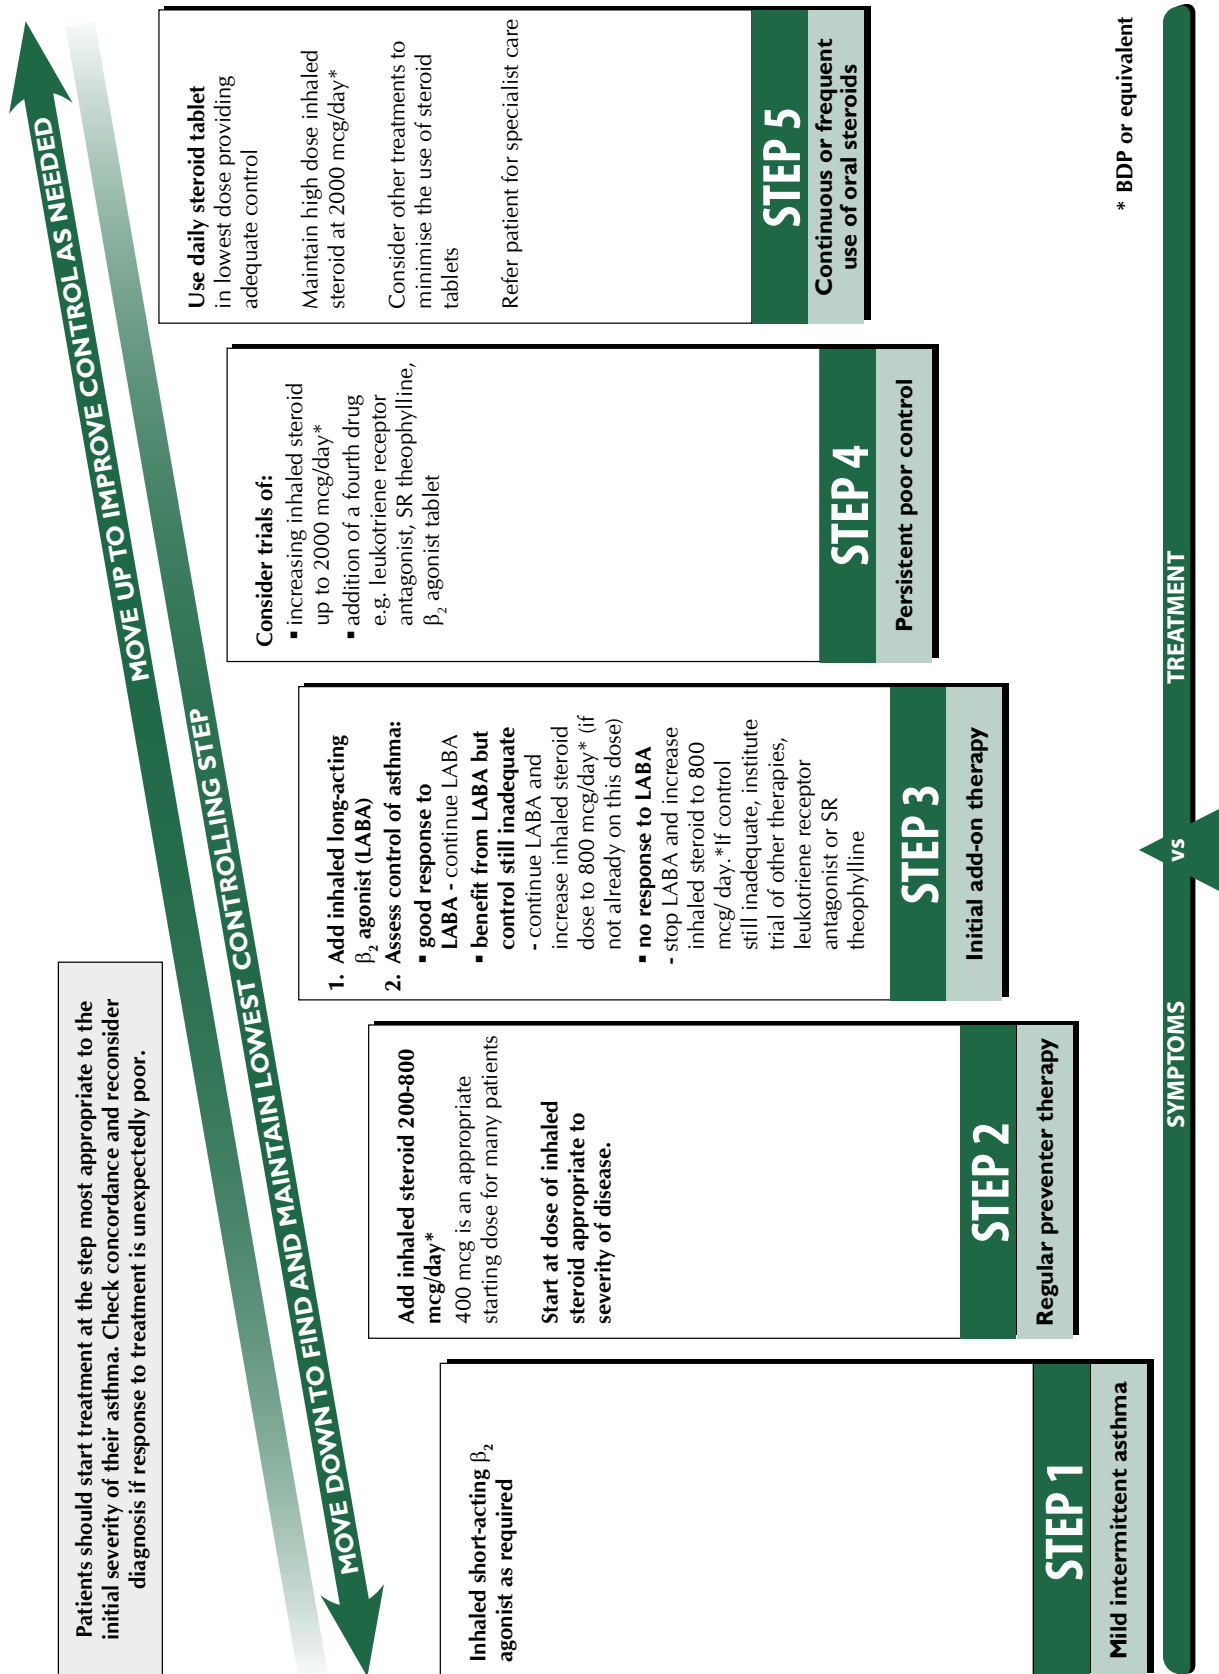 Patients should start treatment at the step most appropriate to the
initial severity of their asthma. Check concordance and reconsider
diagnosis if response to treatment is unexpectedly poor.
MOVE UP TO IMPROVE CONTROL AS NEEDED
MOVE DOWN TO FIND AND MAINTAIN LOWEST CONTROLLING STEP
Inhaled short-acting β₂
agonist as required
STEP 1
Mild intermittent asthma
Add inhaled steroid 200-800
mcg/day*
400 mcg is an appropriate
starting dose for many patients
Start at dose of inhaled
steroid appropriate to
severity of disease.
STEP 2
Regular preventer therapy
1. Add inhaled long-acting
β₂ agonist (LABA)
2. Assess control of asthma:
▪ good response to
LABA - continue LABA
▪ benefit from LABA but
control still inadequate
- continue LABA and
increase inhaled steroid
dose to 800 mcg/day* (if
not already on this dose)
▪ no response to LABA
- stop LABA and increase
inhaled steroid to 800
mcg/ day.*If control
still inadequate, institute
trial of other therapies,
leukotriene receptor
antagonist or SR
theophylline
STEP 3
Initial add-on therapy
Consider trials of:
▪ increasing inhaled steroid
up to 2000 mcg/day*
▪ addition of a fourth drug
e.g. leukotriene receptor
antagonist, SR theophylline,
β₂ agonist tablet
STEP 4
Persistent poor control
Use daily steroid tablet
in lowest dose providing
adequate control
Maintain high dose inhaled
steroid at 2000 mcg/day*
Consider other treatments to
minimise the use of steroid
tablets
Refer patient for specialist care
STEP 5
Continuous or frequent
use of oral steroids
* BDP or equivalent
SYMPTOMS
vs
TREATMENT